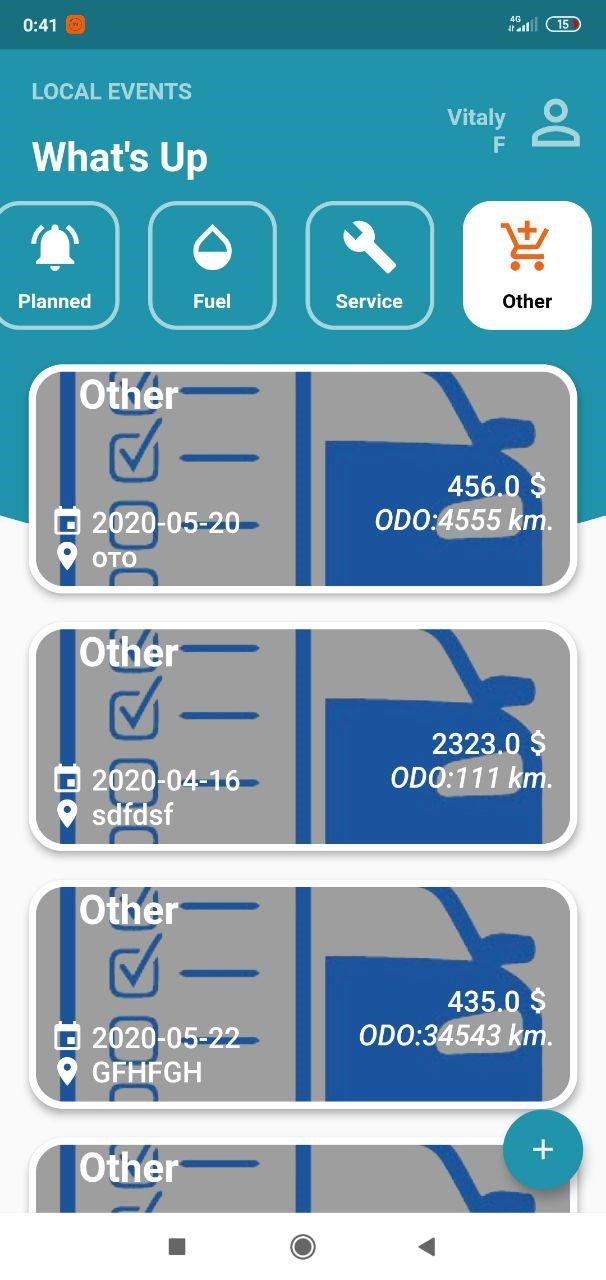 0:41
4G
15
LOCAL EVENTS
Vitaly
F
What's Up
Planned
Fuel
Service
Other
Other
456.0 $
2020-05-20
ODO:4555 km.
ото
Other
2323.0 $
2020-04-16
ODO:111 km.
sdfdsf
Other
435.0 $
2020-05-22
ODO:34543 km.
GFHFGH
Other
+